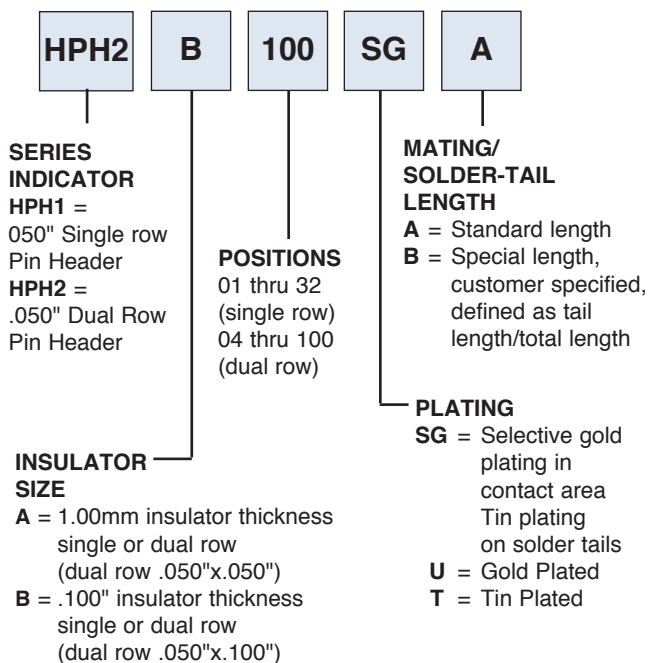 HPH2 B 100 SG A
SERIES
INDICATOR
HPH1 =
050" Single row
Pin Header
HPH2 =
.050" Dual Row
Pin Header
POSITIONS
01 thru 32
(single row)
04 thru 100
(dual row)
MATING/
SOLDER-TAIL
LENGTH
A = Standard length
B = Special length,
customer specified,
defined as tail
length/total length
INSULATOR
SIZE
A = 1.00mm insulator thickness
single or dual row
(dual row .050"x.050")
B = .100" insulator thickness
single or dual row
(dual row .050"x.100")
PLATING
SG = Selective gold
plating in
contact area
Tin plating
on solder tails
U = Gold Plated
T = Tin Plated